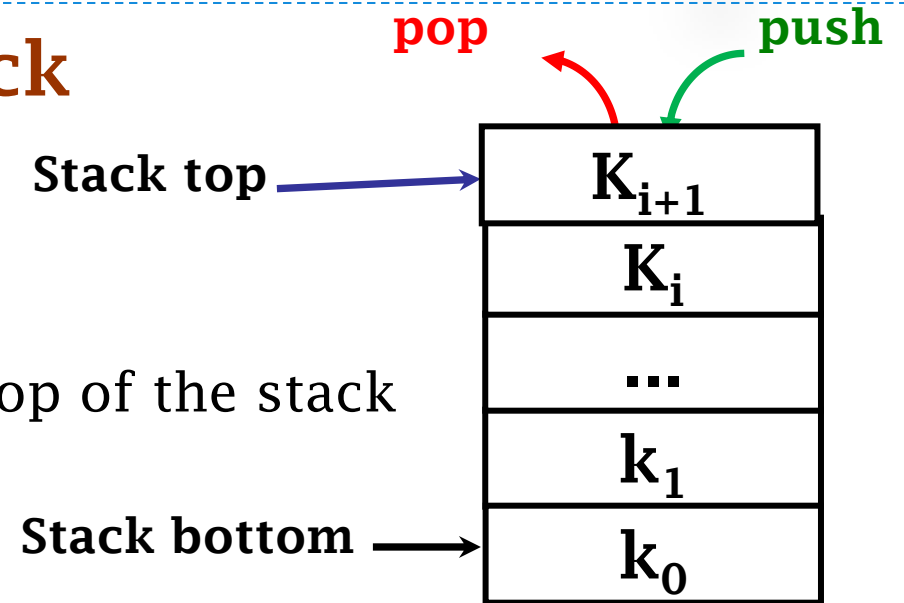 pop push
ck
Stack top
Kᵢ₊₁
Kᵢ
...
op of the stack
k₁
Stack bottom
k₀